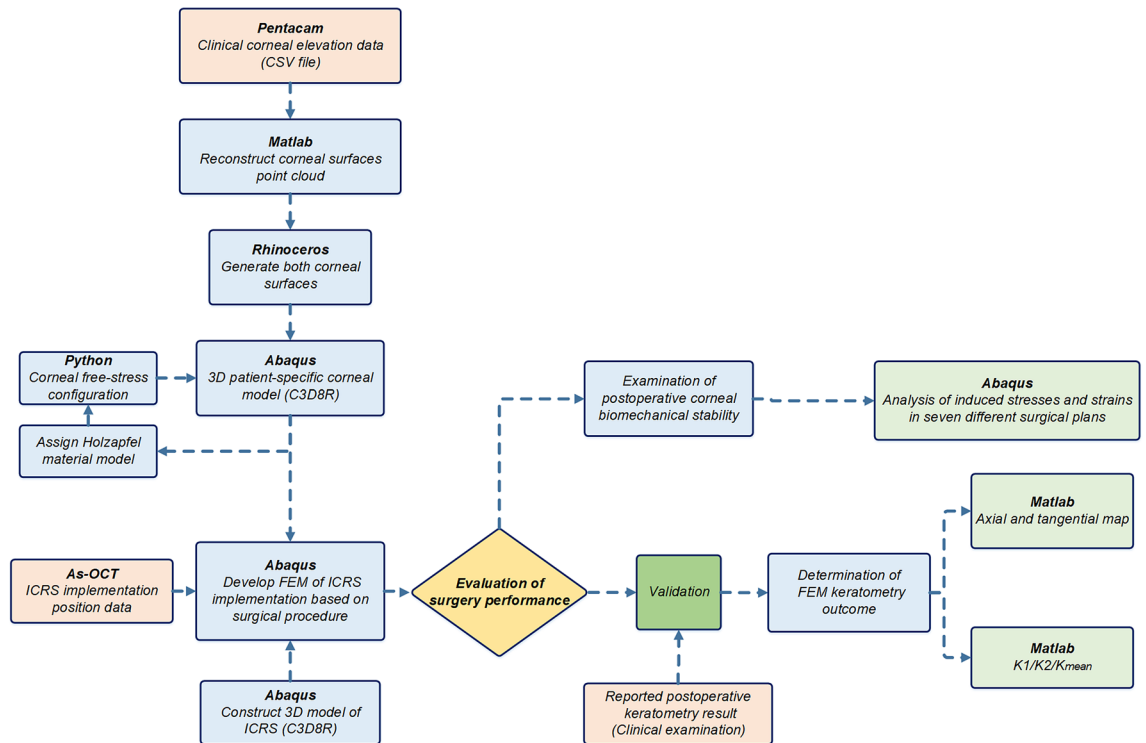 Pentacam
Clinical corneal elevation data
(CSV file)
Matlab
Reconstruct corneal surfaces
point cloud
Rhinoceros
Generate both corneal
surfaces
Python
Corneal free-stress
configuration
Abaqus
3D patient-specific corneal
model (C3D8R)
Assign Holzapfel
material model
Examination of
postoperative corneal
biomechanical stability
Abaqus
Analysis of induced stresses and strains
in seven different surgical plans
As-OCT
ICRS implementation
position data
Abaqus
Develop FEM of ICRS
implementation based on
surgical procedure
Evaluation of
surgery performance
Validation
Determination of
FEM keratometry
outcome
Matlab
Axial and tangential map
Matlab
K1/K2/Kmean
Abaqus
Construct 3D model of
ICRS (C3D8R)
Reported postoperative
keratometry result
(Clinical examination)